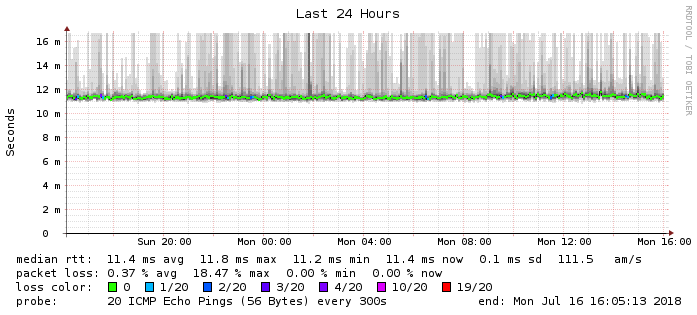 Last 24 Hours
RRDTOOL / TOBI OETIKER
Seconds
16 m
14 m
12 m
10 m
8 m
6 m
4 m
2 m
0
Sun 20:00 Mon 00:00 Mon 04:00 Mon 08:00 Mon 12:00 Mon 16:00
median rtt: 11.4 ms avg 11.8 ms max 11.2 ms min 11.4 ms now 0.1 ms sd 111.5 am/s
packet loss: 0.37 % avg 18.47 % max 0.00 % min 0.00 % now
loss color: 0 1/20 2/20 3/20 4/20 10/20 19/20
probe: 20 ICMP Echo Pings (56 Bytes) every 300s end: Mon Jul 16 16:05:13 2018